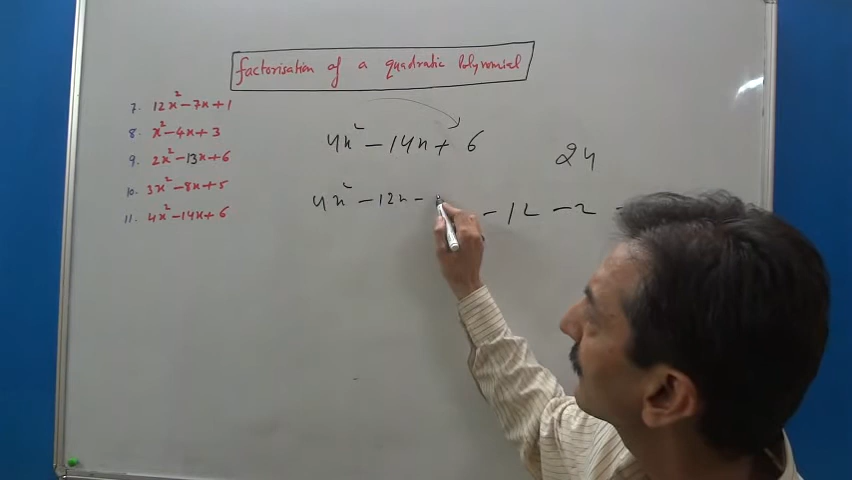 factorisation of a quadratic Polynomial
7. 12x² - 7x + 1
8. x² - 4x + 3
9. 2x² - 13x + 6
10. 3x² - 8x + 5
11. 4x² - 14x + 6
4x² - 14x + 6
24
4x² - 12x -
- 12 - 2